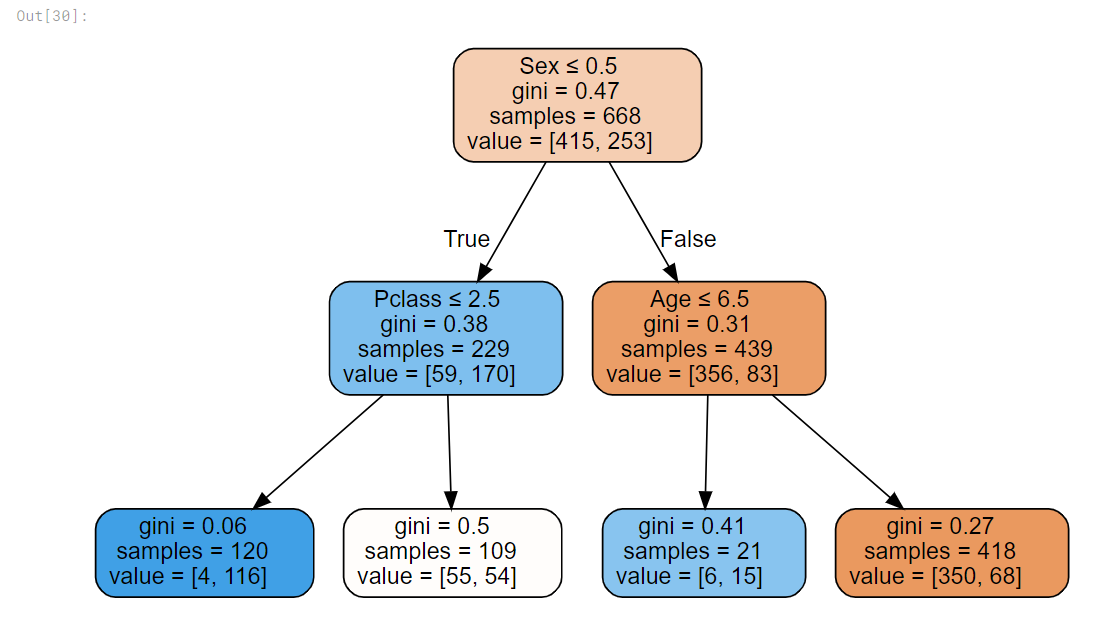 Out[30]:
Sex ≤ 0.5
gini = 0.47
samples = 668
value = [415, 253]
True
False
Pclass ≤ 2.5
gini = 0.38
samples = 229
value = [59, 170]
Age ≤ 6.5
gini = 0.31
samples = 439
value = [356, 83]
gini = 0.06
samples = 120
value = [4, 116]
gini = 0.5
samples = 109
value = [55, 54]
gini = 0.41
samples = 21
value = [6, 15]
gini = 0.27
samples = 418
value = [350, 68]